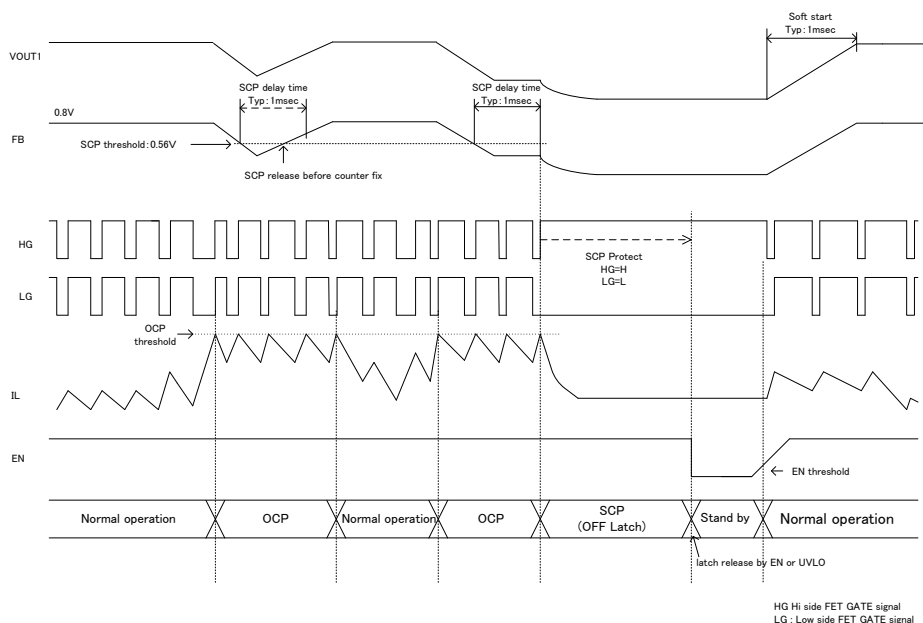 Soft start
Typ:1msec
VOUT1
SCP delay time
Typ:1msec
SCP delay time
Typ:1msec
0.8V
FB
SCP threshold:0.56V
SCP release before counter fix
HG
SCP Protect
HG=H
LG=L
LG
OCP
threshold
IL
EN
EN threshold
Normal operation
OCP
Normal operation
OCP
SCP
(OFF Latch)
Stand by
Normal operation
latch release by EN or UVLO
HG Hi side FET GATE signal
LG : Low side FET GATE signal